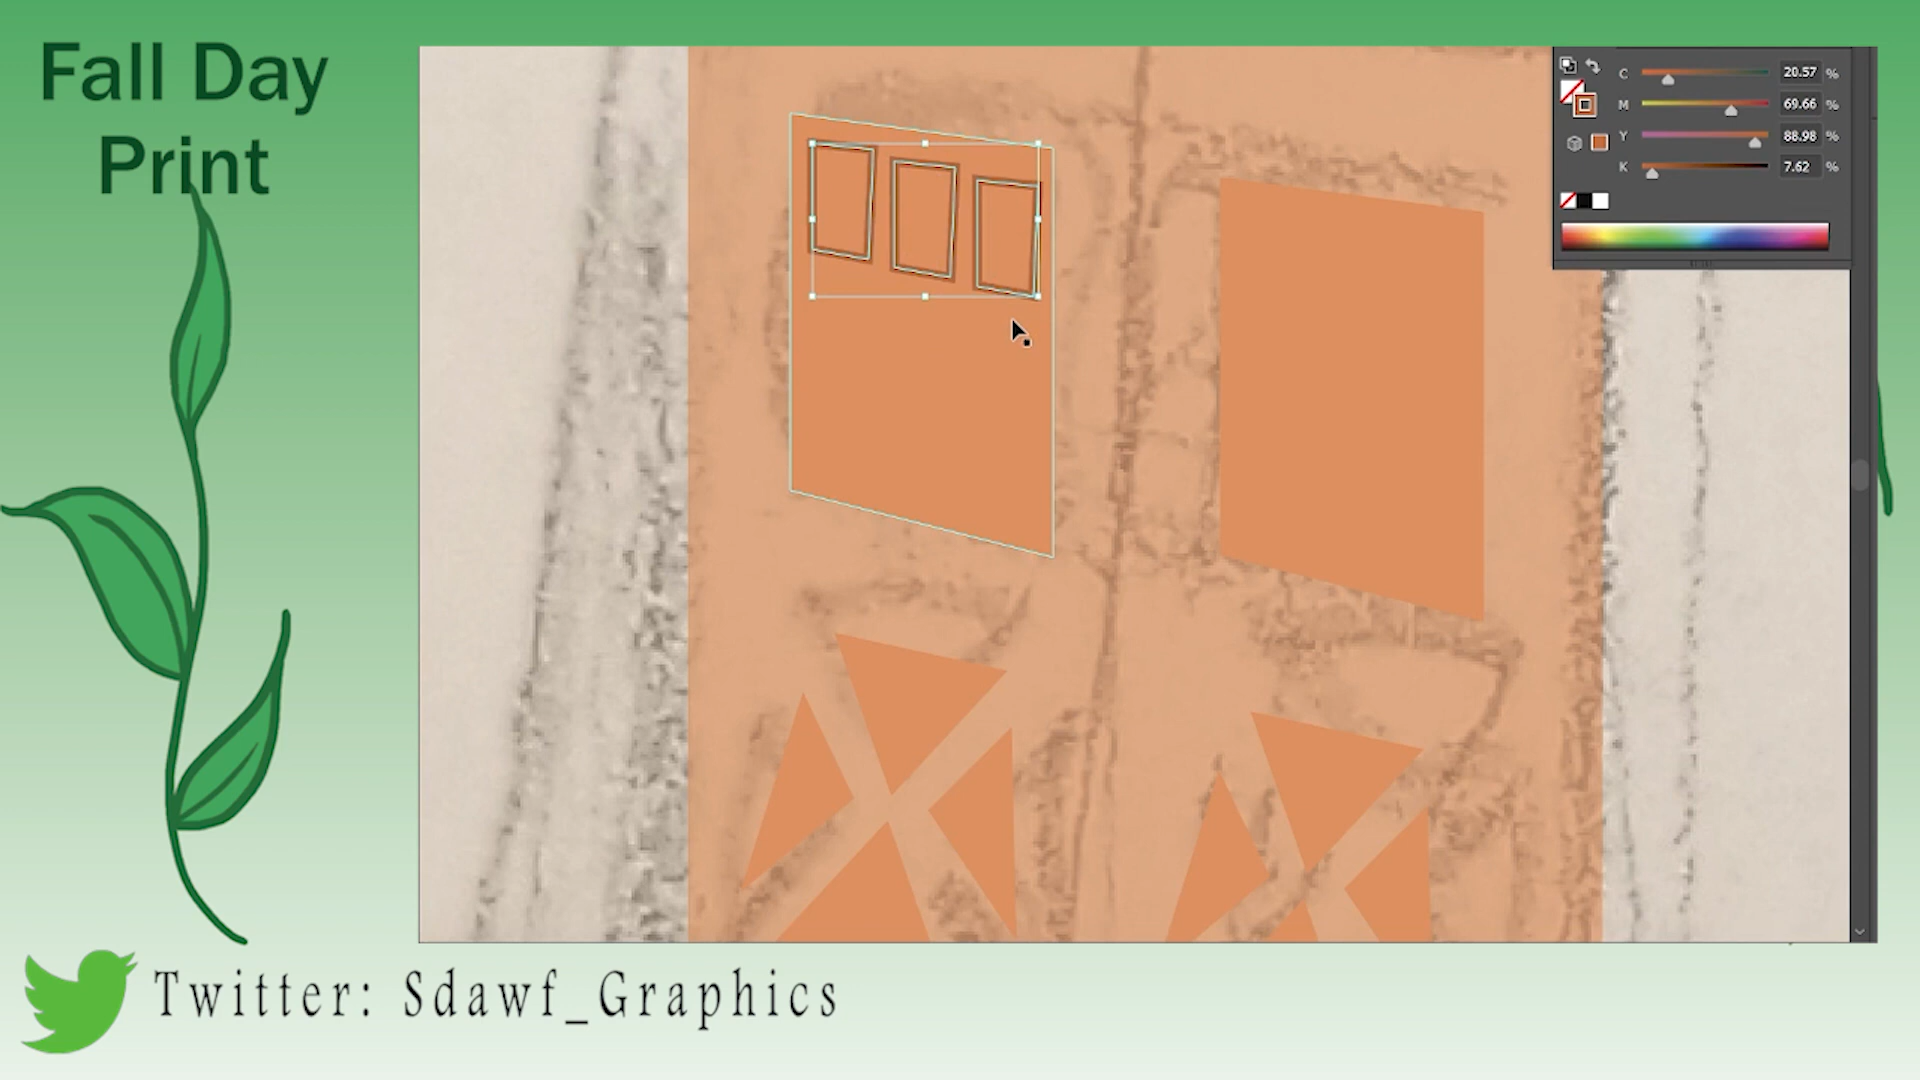 Fall Day
Print
C 20.57 %
M 69.66 %
Y 88.98 %
K 7.62 %
Twitter: Sdawf_Graphics